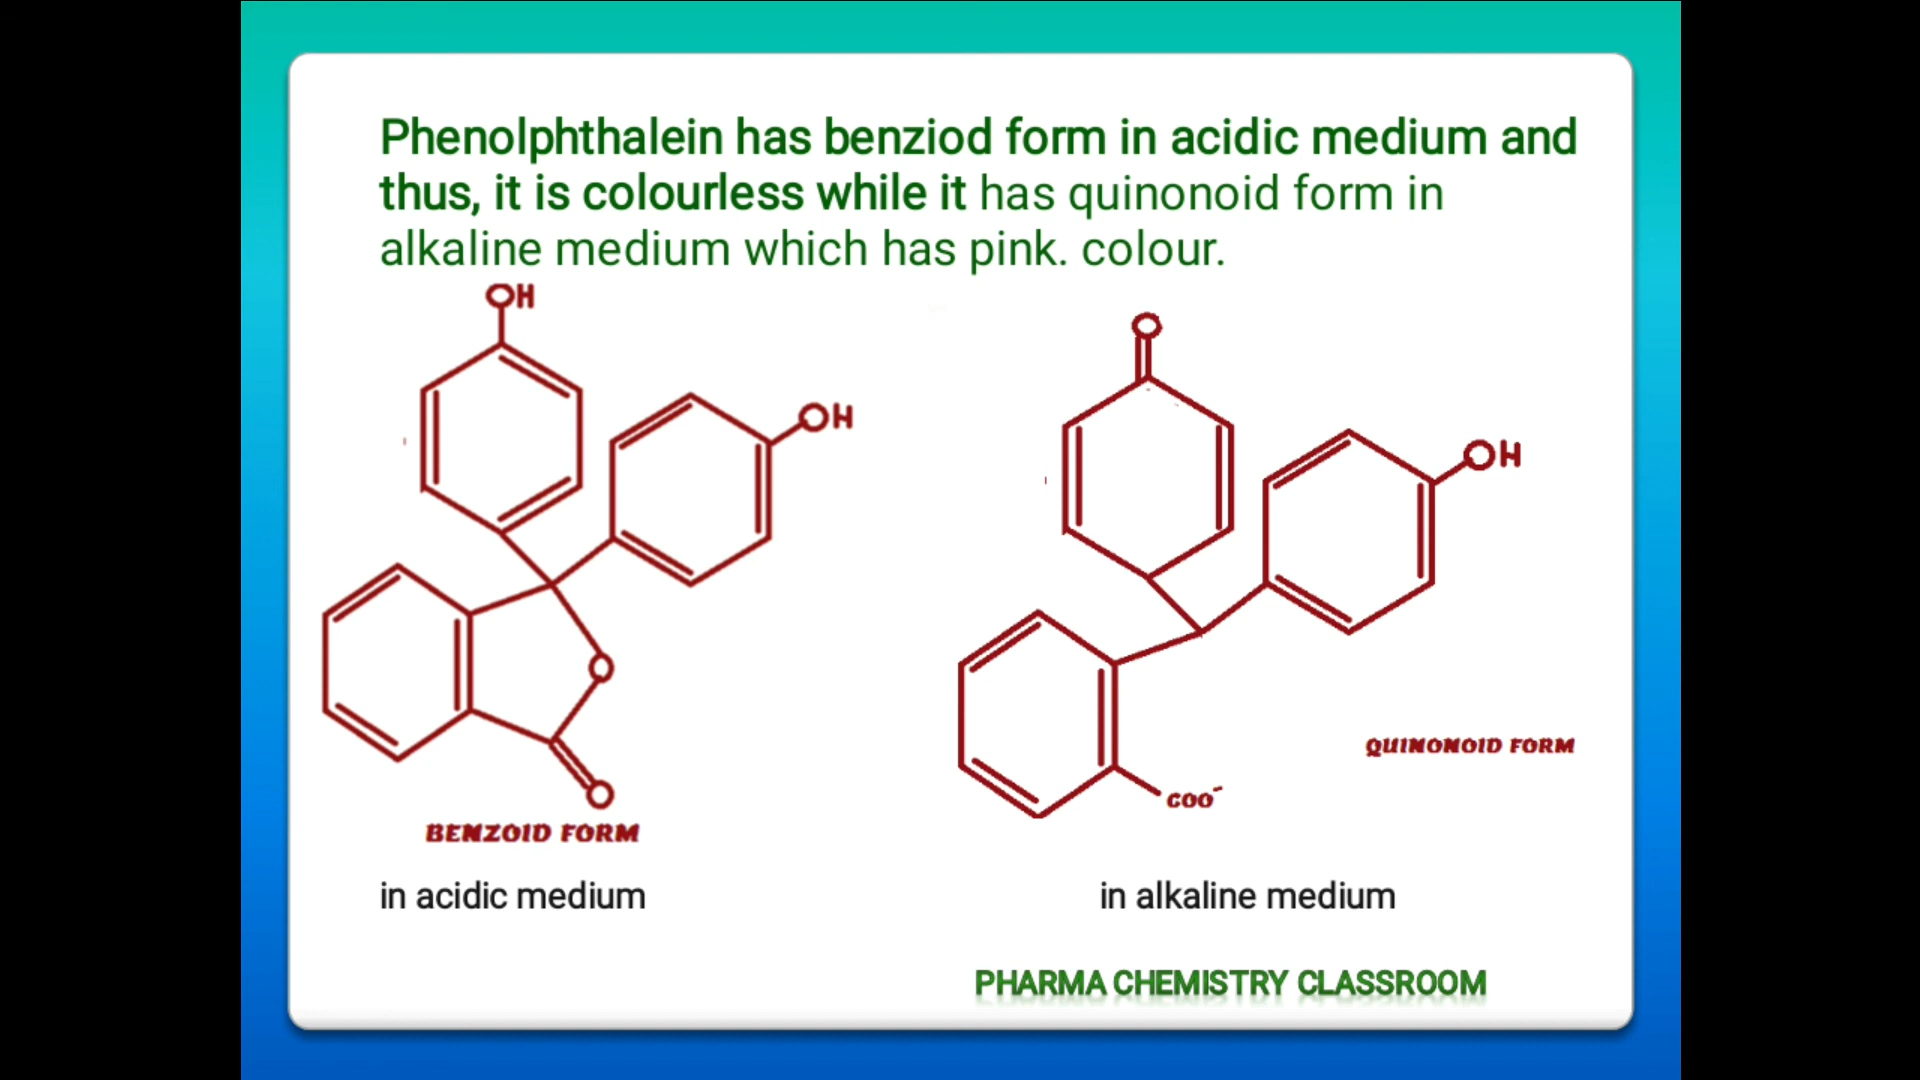 Phenolphthalein has benziod form in acidic medium and
thus, it is colourless while it has quinonoid form in
alkaline medium which has pink. colour.
OH
O
OH
OH
O
O
COO⁻
QUINONOID FORM
BENZOID FORM
in acidic medium
in alkaline medium
PHARMA CHEMISTRY CLASSROOM